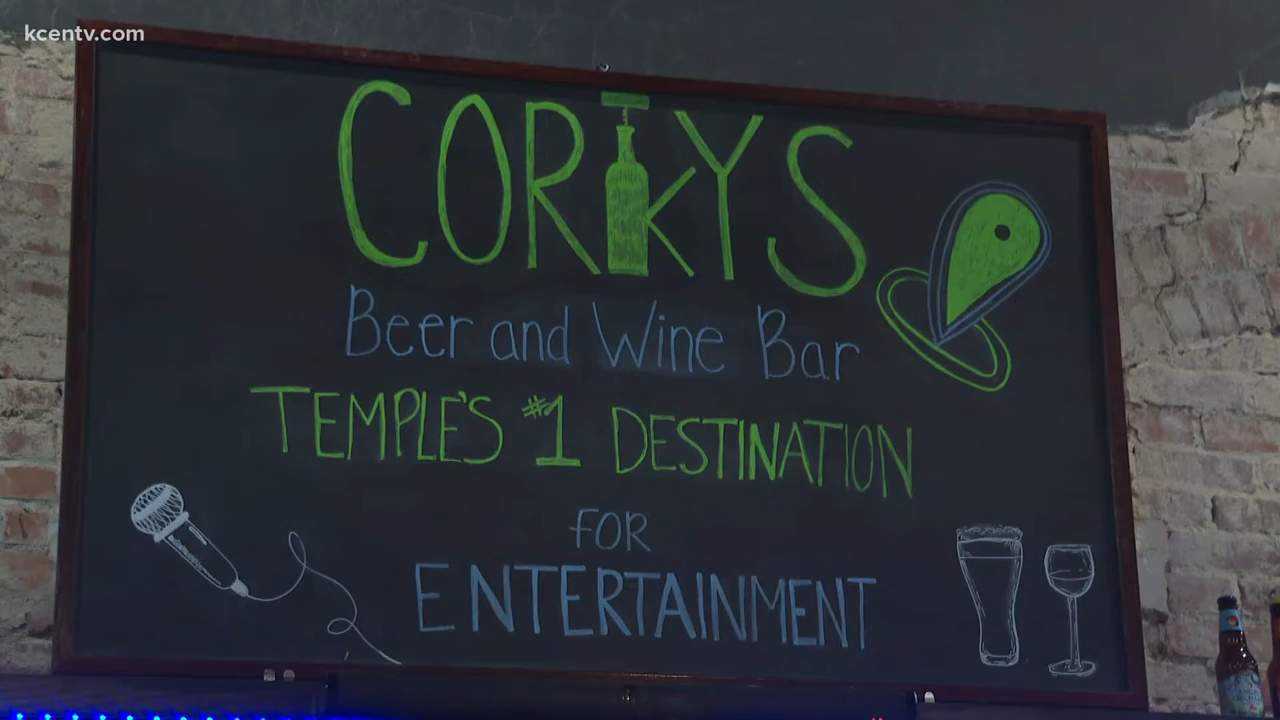 kcentv.com
CORKYS
Beer and Wine Bar
TEMPLE'S #1 DESTINATION
FOR
ENTERTAINMENT